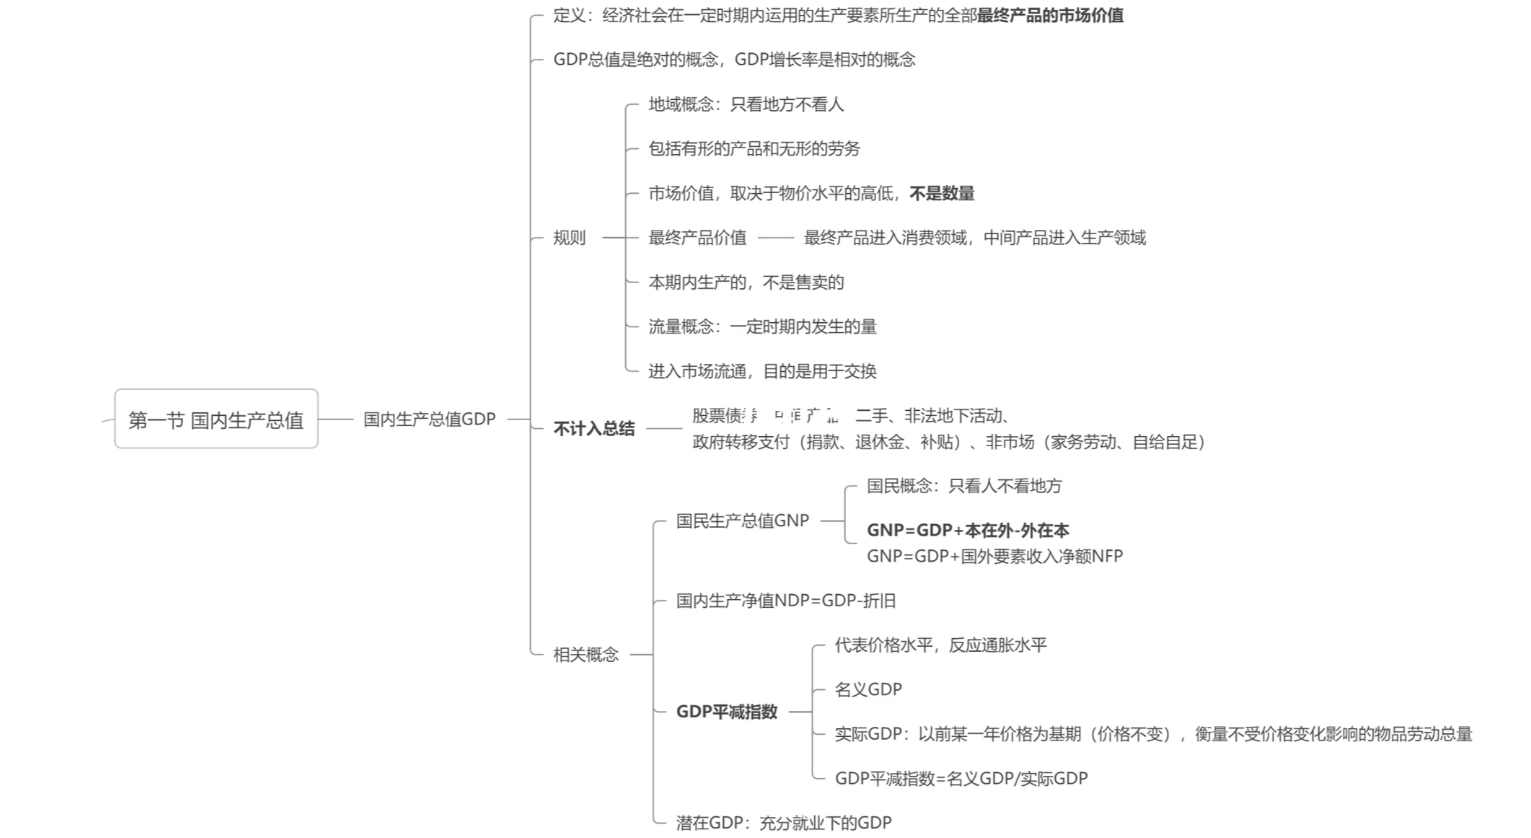 定义：经济社会在一定时期内运用的生产要素所生产的全部最终产品的市场价值
GDP总值是绝对的概念，GDP增长率是相对的概念
地域概念：只看地方不看人
包括有形的产品和无形的劳务
市场价值，取决于物价水平的高低，不是数量
规则
最终产品价值
最终产品进入消费领域，中间产品进入生产领域
本期内生产的，不是售卖的
流量概念：一定时期内发生的量
进入市场流通，目的是用于交换
第一节 国内生产总值
国内生产总值GDP
不计入总结
股票债 二手、非法地下活动、
政府转移支付（捐款、退休金、补贴）、非市场（家务劳动、自给自足）
国民概念：只看人不看地方
国民生产总值GNP
GNP=GDP+本在外-外在本
GNP=GDP+国外要素收入净额NFP
国内生产净值NDP=GDP-折旧
相关概念
代表价格水平，反应通胀水平
名义GDP
GDP平减指数
实际GDP：以前某一年价格为基期（价格不变），衡量不受价格变化影响的物品劳动总量
GDP平减指数=名义GDP/实际GDP
潜在GDP：充分就业下的GDP